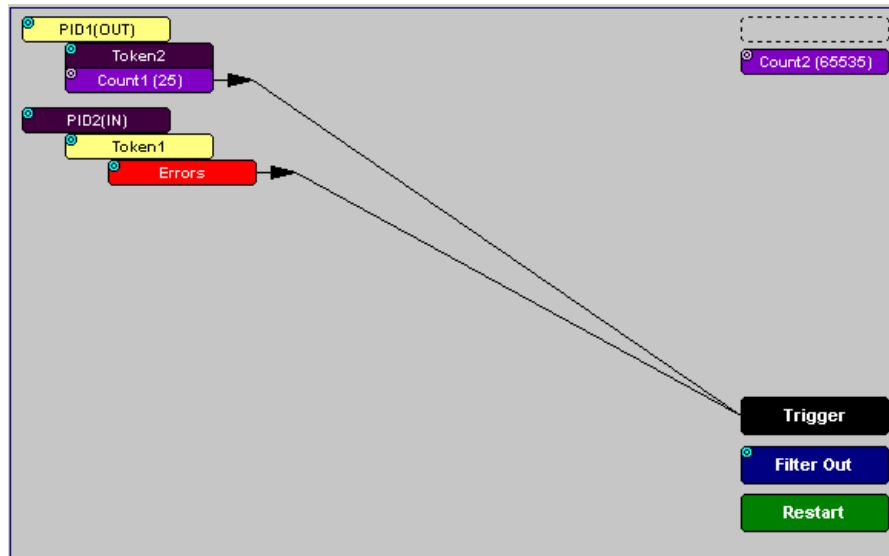 PID1(OUT)
Token2
Count1 (25)
PID2(IN)
Token1
Errors
Count2 (65535)
Trigger
Filter Out
Restart